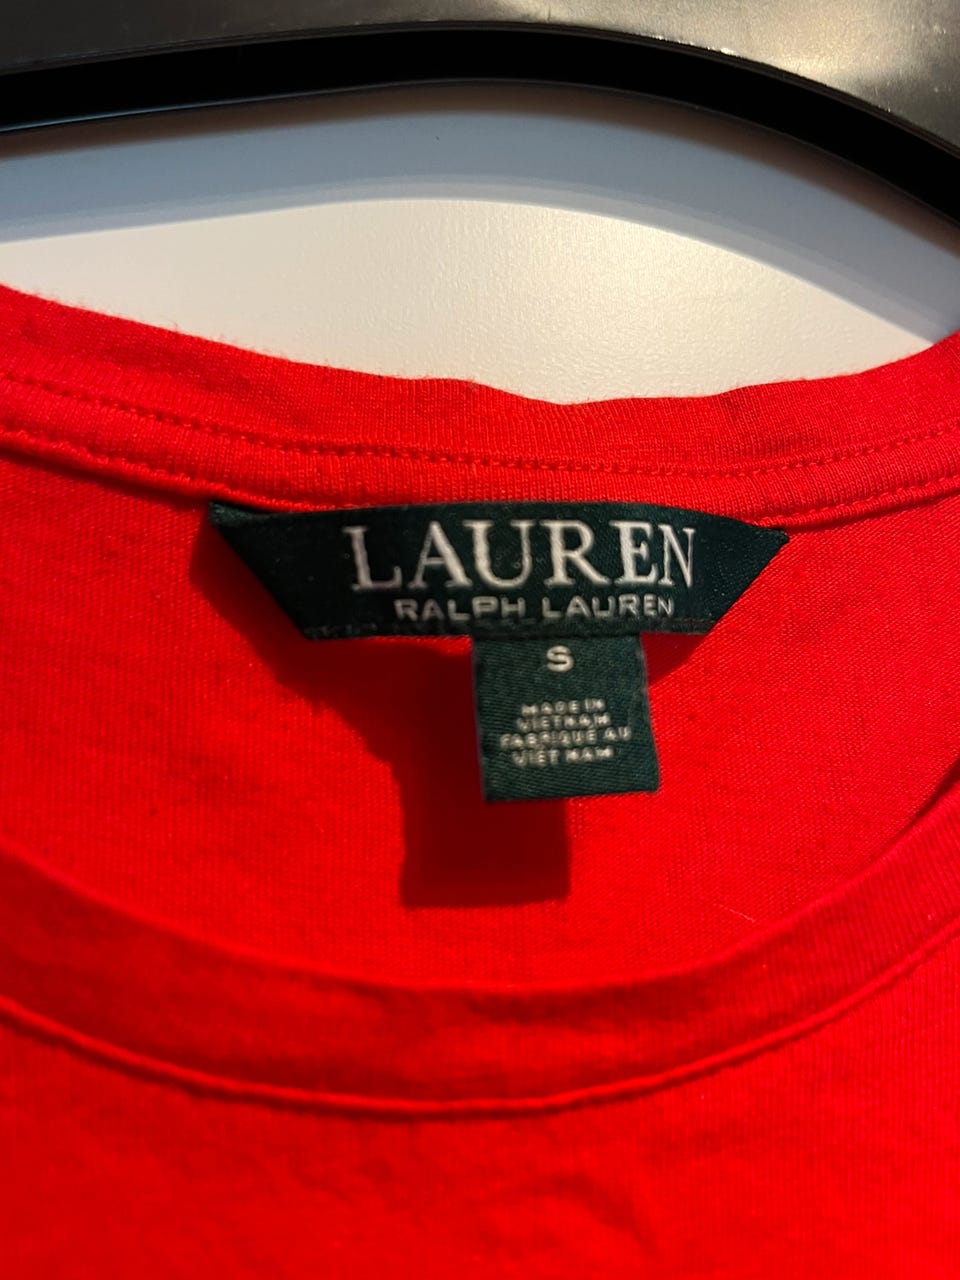 LAUREN
RALPH LAUREN
S
MADE IN
VIETNAM
FABRIQUE AU
VIET NAM